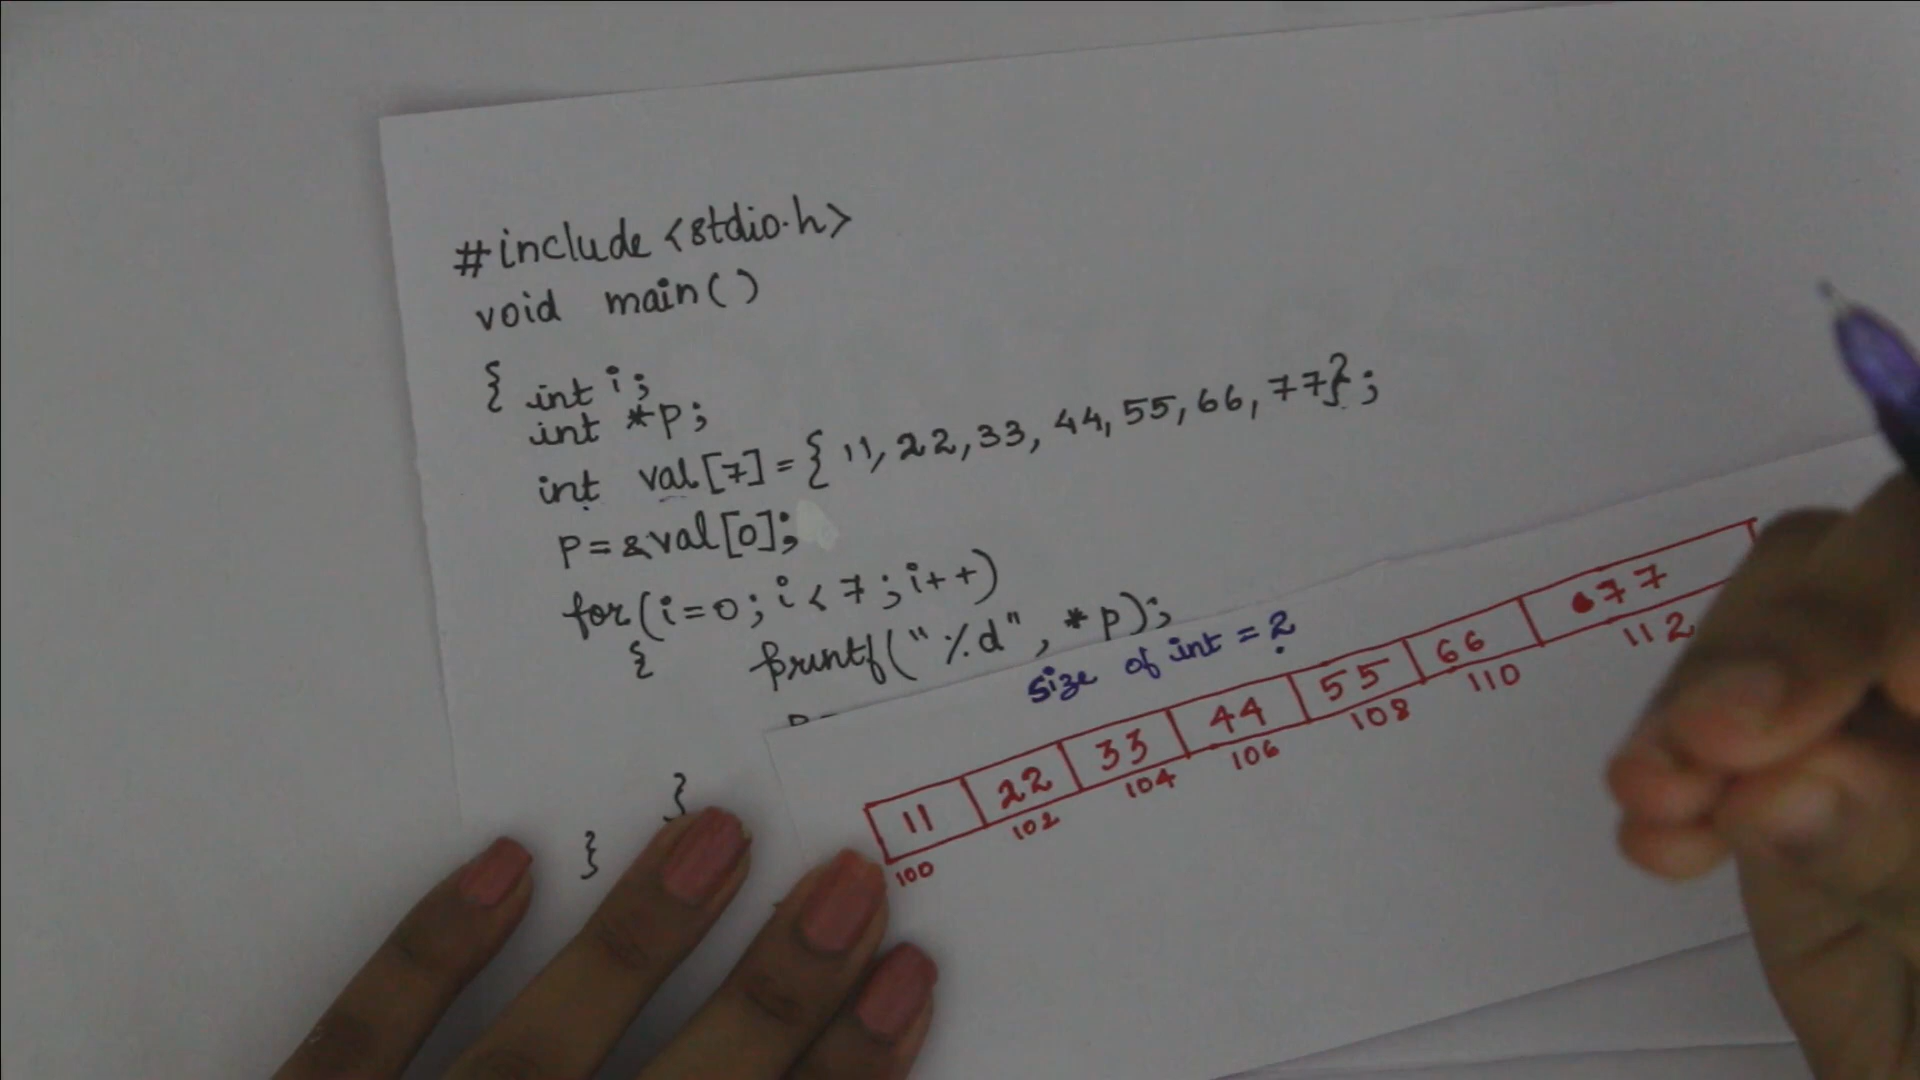 #include <stdio.h>
void main()
{ int i;
int *p;
int val[7] = { 11, 22, 33, 44, 55, 66, 77};
p = &val[0];
for(i=0; i<7; i++)
{ printf("%d", *p);
}
}
size of int = 2
11 22 33 44 55 66 77
100 102 104 106 108 110 112